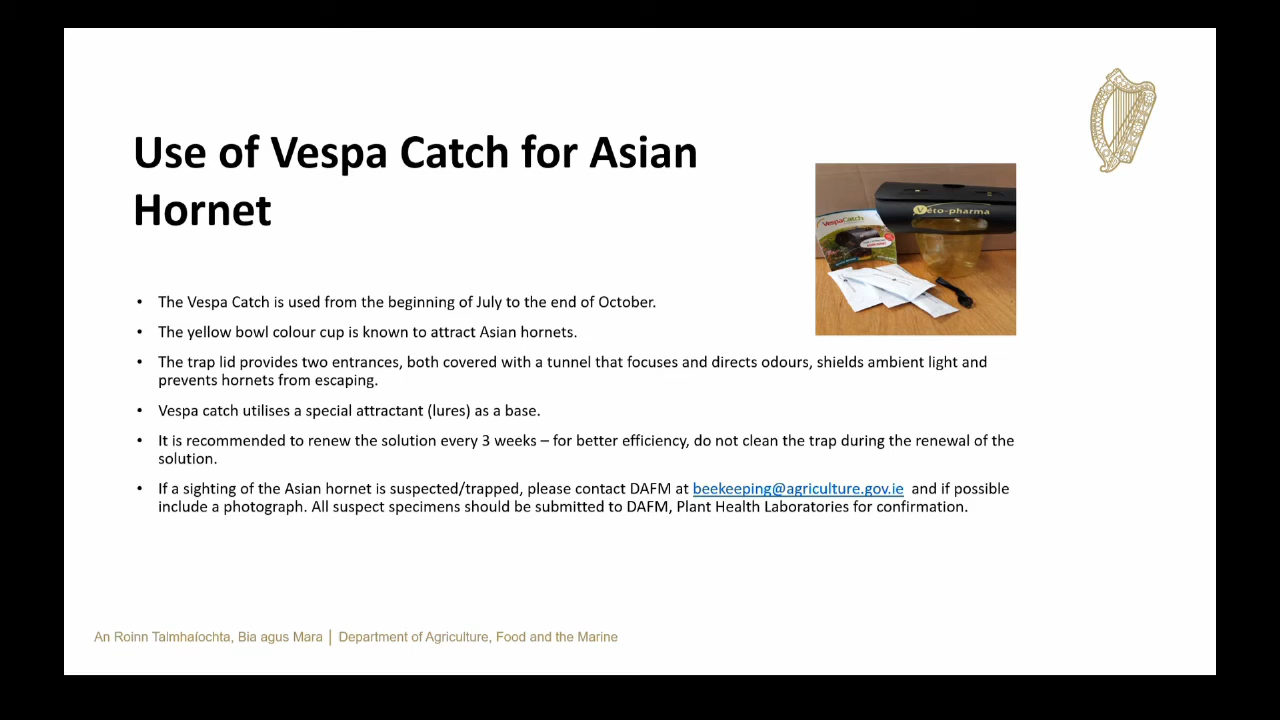 Use of Vespa Catch for Asian
Hornet
Véto-pharma
VespaCatch
• The Vespa Catch is used from the beginning of July to the end of October.
• The yellow bowl colour cup is known to attract Asian hornets.
• The trap lid provides two entrances, both covered with a tunnel that focuses and directs odours, shields ambient light and
prevents hornets from escaping.
• Vespa catch utilises a special attractant (lures) as a base.
• It is recommended to renew the solution every 3 weeks – for better efficiency, do not clean the trap during the renewal of the
solution.
• If a sighting of the Asian hornet is suspected/trapped, please contact DAFM at beekeeping@agriculture.gov.ie and if possible
include a photograph. All suspect specimens should be submitted to DAFM, Plant Health Laboratories for confirmation.
An Roinn Talmhaíochta, Bia agus Mara | Department of Agriculture, Food and the Marine